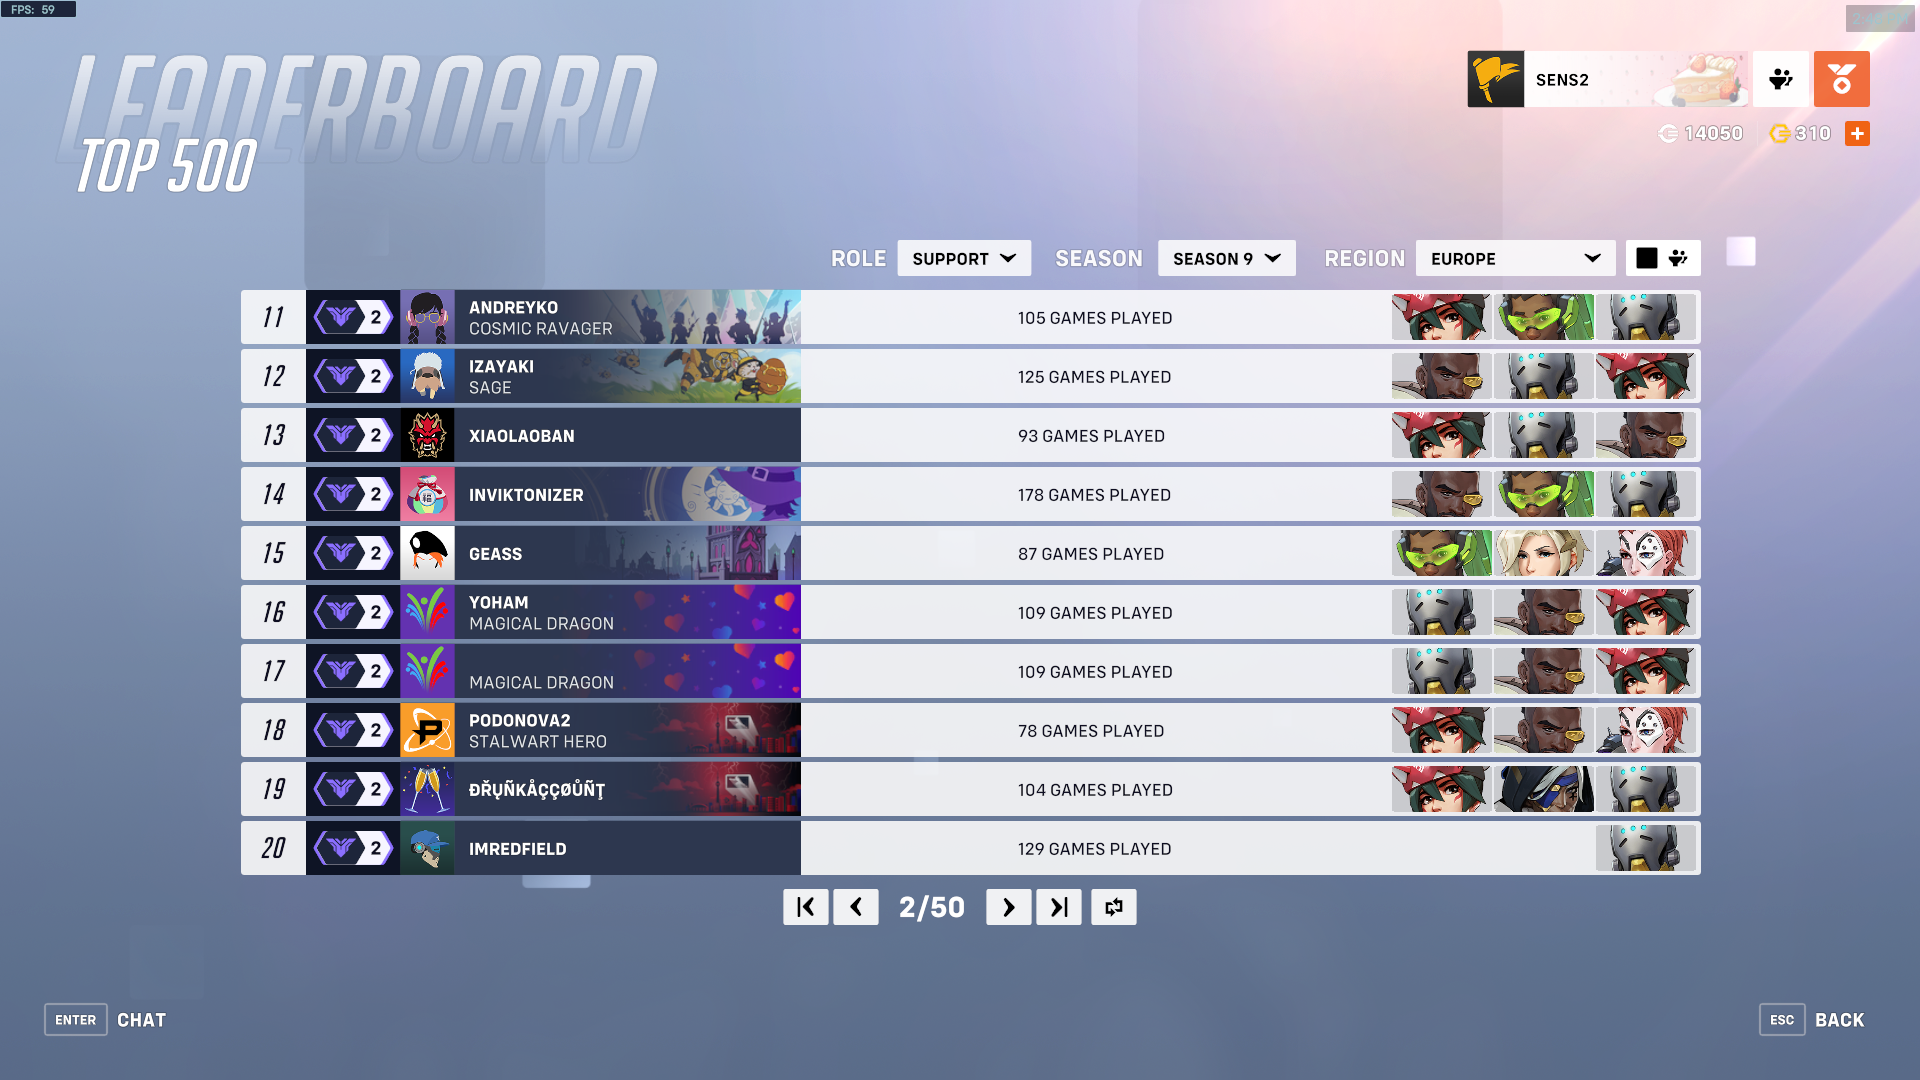 FPS: 59
LEADERBOARD
TOP 500
SENS2
14050
310
ROLE SUPPORT SEASON SEASON 9 REGION EUROPE
11 2 ANDREYKO
COSMIC RAVAGER
105 GAMES PLAYED
12 2 IZAYAKI
SAGE
125 GAMES PLAYED
13 2 XIAOLAOBAN 93 GAMES PLAYED
14 2 INVIKTONIZER 178 GAMES PLAYED
15 2 GEASS 87 GAMES PLAYED
16 2 YOHAM
MAGICAL DRAGON
109 GAMES PLAYED
17 2 MAGICAL DRAGON 109 GAMES PLAYED
18 2 PODONOVA2
STALWART HERO
78 GAMES PLAYED
19 2 ĐŘŲÑKÅÇÇØŮÑŢ 104 GAMES PLAYED
20 2 IMREDFIELD 129 GAMES PLAYED
2/50
ENTER CHAT
ESC BACK